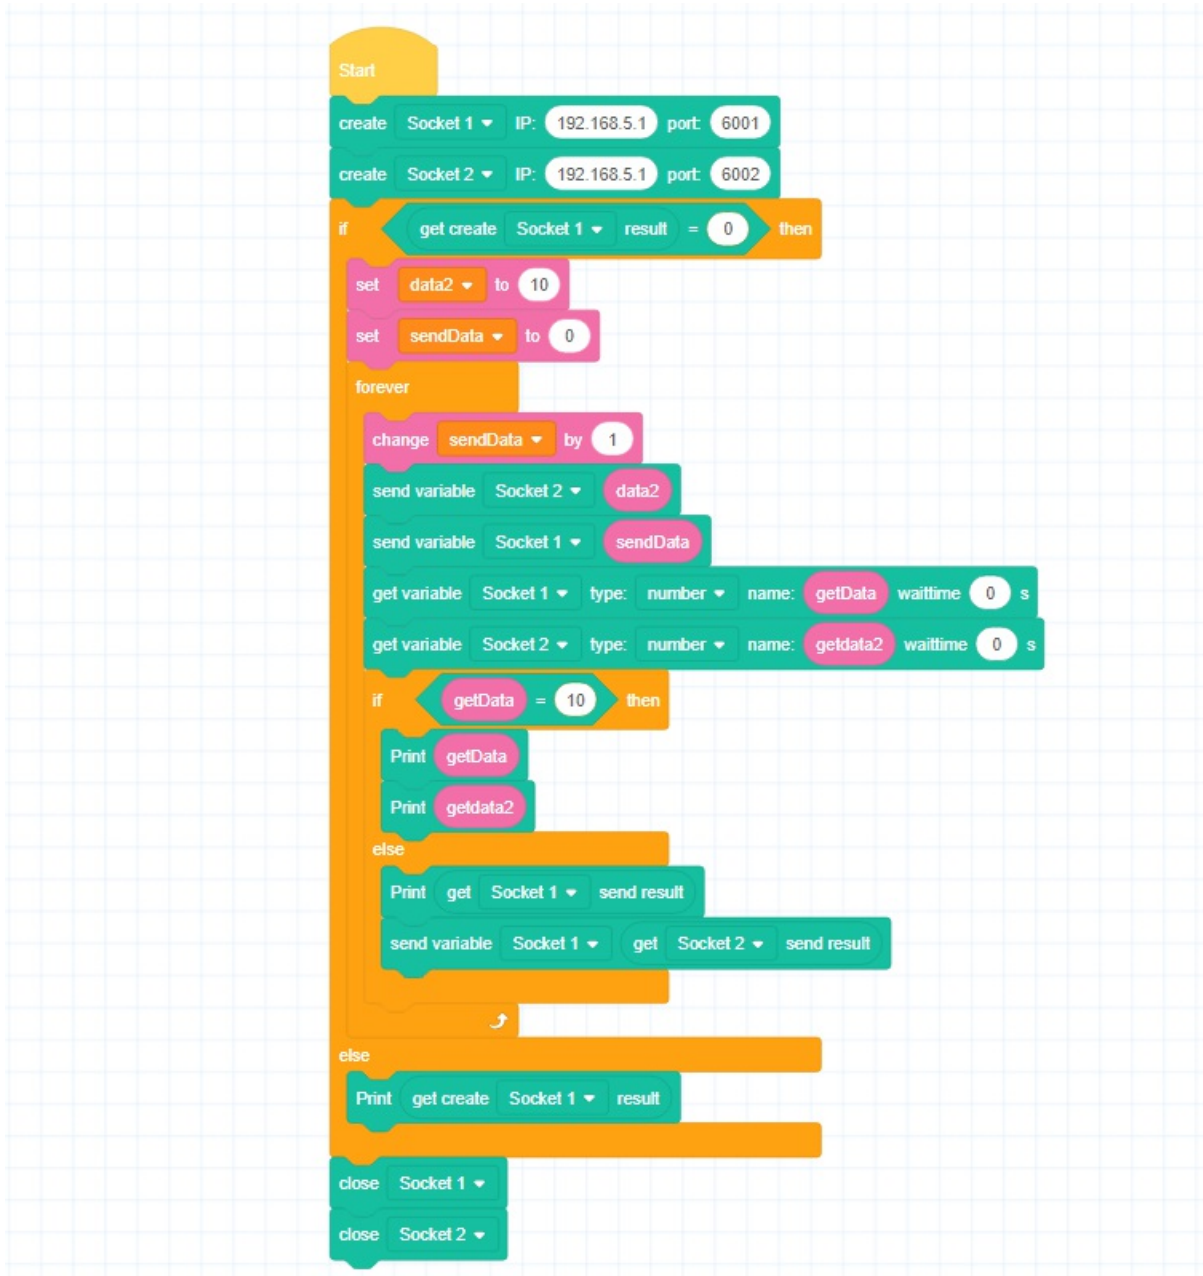 Start
create Socket 1 IP: 192.168.5.1 port: 6001
create Socket 2 IP: 192.168.5.1 port: 6002
if get create Socket 1 result = 0 then
set data2 to 10
set sendData to 0
forever
change sendData by 1
send variable Socket 2 data2
send variable Socket 1 sendData
get variable Socket 1 type: number name: getData waittime 0 s
get variable Socket 2 type: number name: getdata2 waittime 0 s
if getData = 10 then
Print getData
Print getdata2
else
Print get Socket 1 send result
send variable Socket 1 get Socket 2 send result
else
Print get create Socket 1 result
close Socket 1
close Socket 2